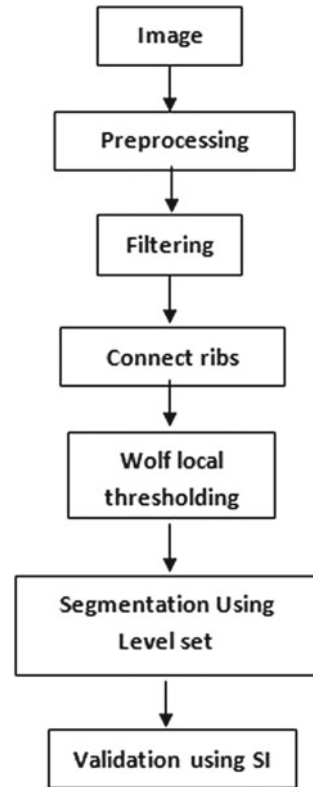 Image
Preprocessing
Filtering
Connect ribs
Wolf local
thresholding
Segmentation Using
Level set
Validation using SI